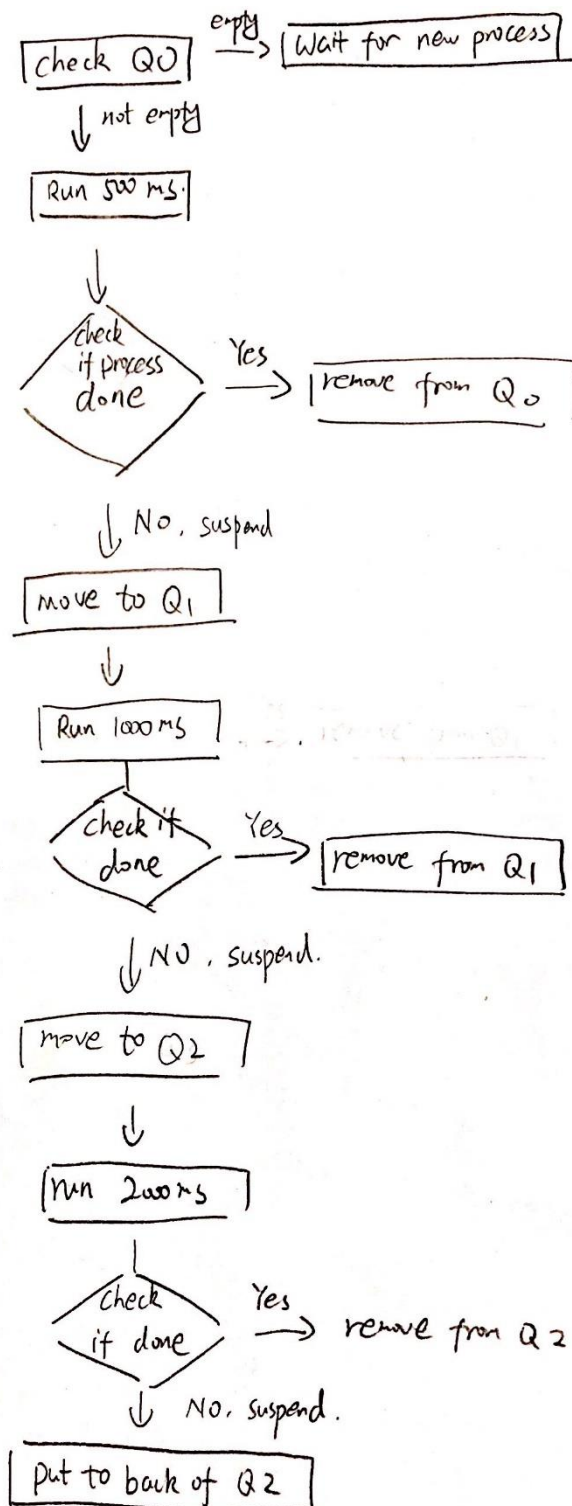 empty
check Q0
Wait for new process
not empty
Run 500 ms.
check
if process
done
Yes
remove from Q0
NO, suspend
move to Q1
Run 1000 ms
check if
done
Yes
remove from Q1
NO, suspend.
move to Q2
run 2000 ms
check
if done
Yes
remove from Q2
NO, suspend.
put to back of Q2